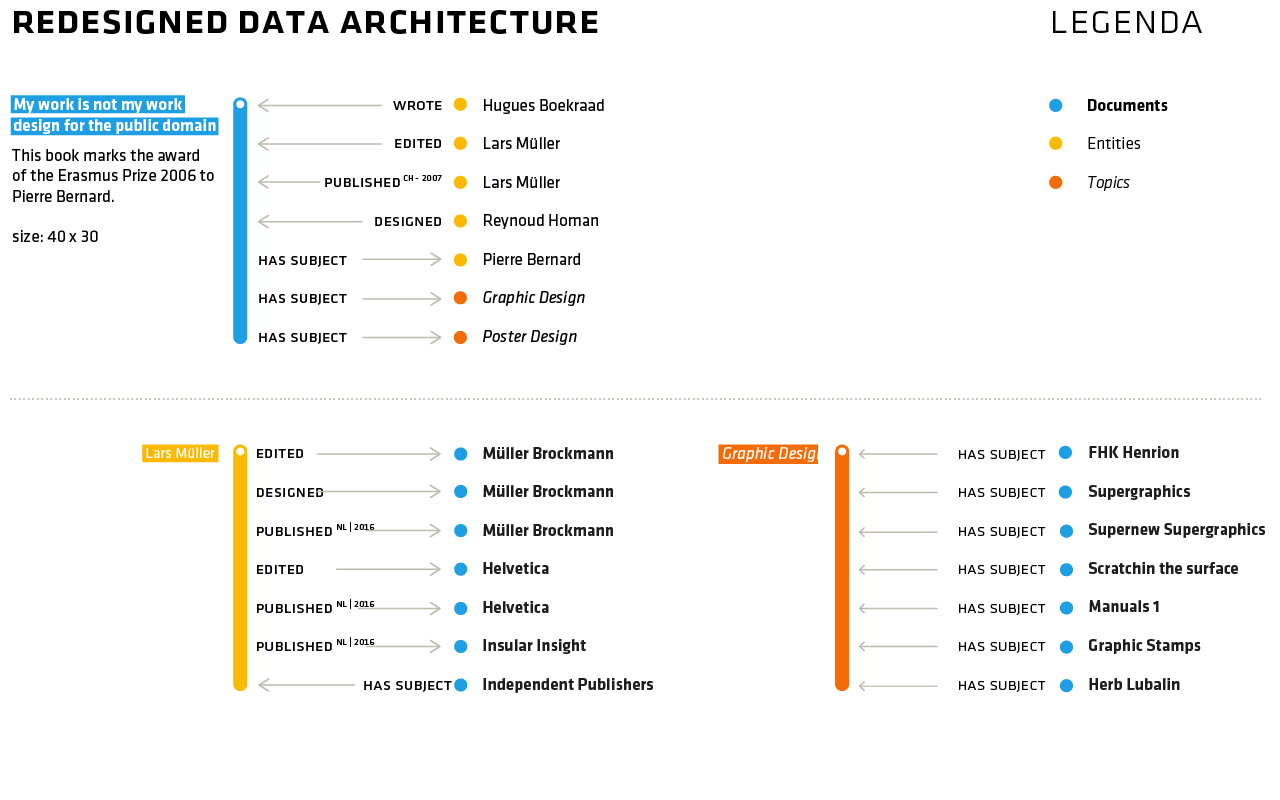 REDESIGNED DATA ARCHITECTURE
LEGENDA
My work is not my work
design for the public domain
This book marks the award
of the Erasmus Prize 2006 to
Pierre Bernard.
size: 40 x 30
WROTE Hugues Boekraad
EDITED Lars Müller
PUBLISHED CH - 2007 Lars Müller
DESIGNED Reynoud Homan
HAS SUBJECT Pierre Bernard
HAS SUBJECT Graphic Design
HAS SUBJECT Poster Design
Documents
Entities
Topics
Lars Müller
EDITED Müller Brockmann
DESIGNED Müller Brockmann
PUBLISHED NL | 2016 Müller Brockmann
EDITED Helvetica
PUBLISHED NL | 2016 Helvetica
PUBLISHED NL | 2016 Insular Insight
HAS SUBJECT Independent Publishers
Graphic Design
HAS SUBJECT FHK Henrion
HAS SUBJECT Supergraphics
HAS SUBJECT Supernew Supergraphics
HAS SUBJECT Scratchin the surface
HAS SUBJECT Manuals 1
HAS SUBJECT Graphic Stamps
HAS SUBJECT Herb Lubalin